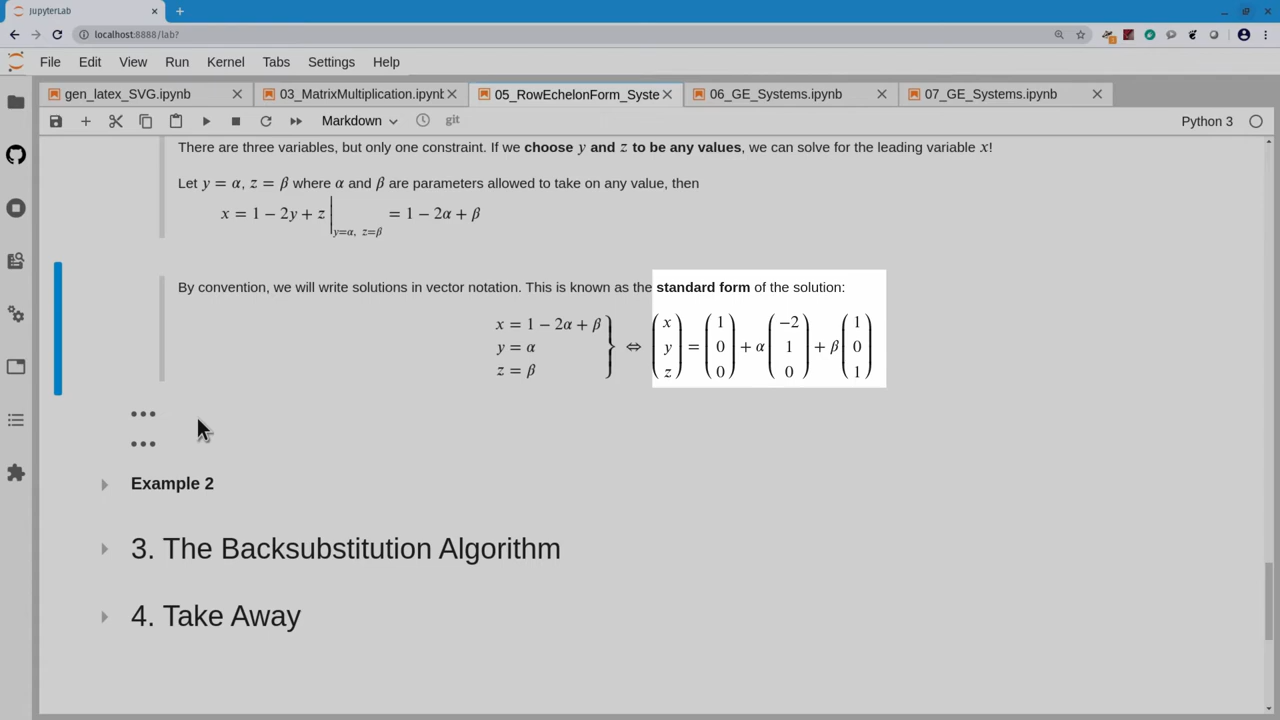 JupyterLab
localhost:8888/lab?
File Edit View Run Kernel Tabs Settings Help
gen_latex_SVG.ipynb 03_MatrixMultiplication.ipynb 05_RowEchelonForm_Syste 06_GE_Systems.ipynb 07_GE_Systems.ipynb
Markdown git Python 3
There are three variables, but only one constraint. If we choose y and z to be any values, we can solve for the leading variable x!
Let y = α, z = β where α and β are parameters allowed to take on any value, then
x = 1 − 2y + z | y=α, z=β = 1 − 2α + β
By convention, we will write solutions in vector notation. This is known as the standard form of the solution:
x = 1 − 2α + β
y = α
z = β
} ⇔ (x y z) = (1 0 0) + α (−2 1 0) + β (1 0 1)
•••
•••
Example 2
3. The Backsubstitution Algorithm
4. Take Away